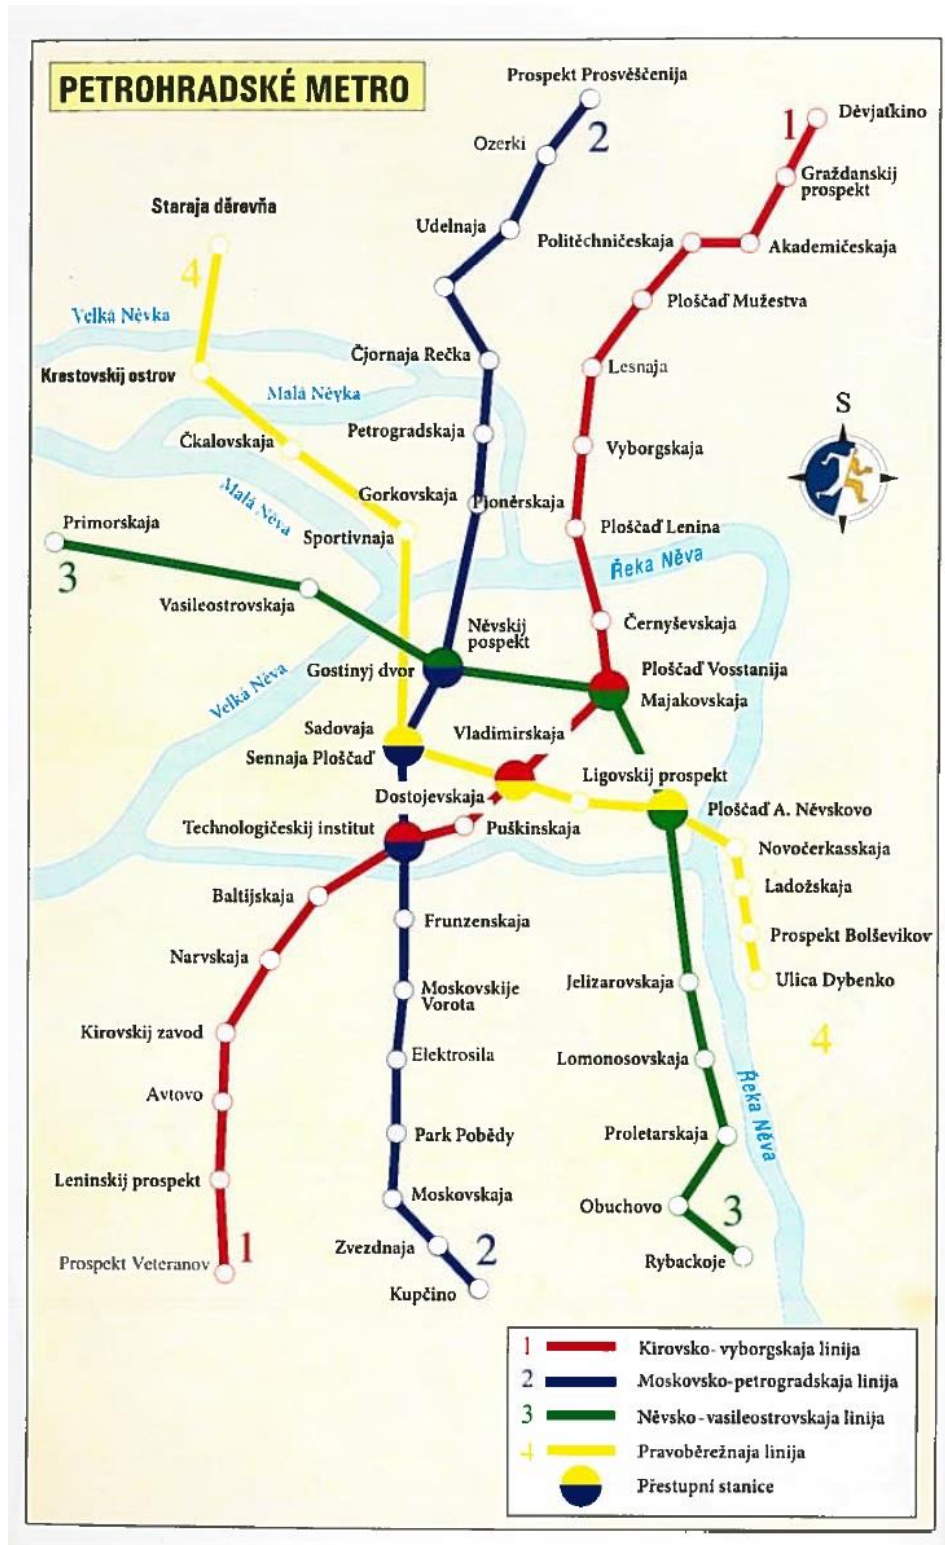 PETROHRADSKÉ METRO
Prospekt Prosvěščenija
2
Ozerki
1
Děvjaťkino
Graždanskij
prospekt
Staraja děrevňa
4
Udelnaja
Politěchničeskaja
Akademičeskaja
Ploščaď Mužestva
Velká Něvka
Čjornaja Rečka
Lesnaja
Krestovskij ostrov
Malá Něvka
S
Petrogradskaja
Čkalovskaja
Vyborgskaja
Malá Něva
Gorkovskaja
Pioněrskaja
Primorskaja
Sportivnaja
Ploščaď Lenina
3
Řeka Něva
Vasileostrovskaja
Něvskij
pospekt
Černyševskaja
Gostinyj dvor
Ploščaď Vosstanija
Majakovskaja
Velká Něva
Sadovaja
Sennaja Ploščaď
Vladimirskaja
Ligovskij prospekt
Dostojevskaja
Ploščaď A. Něvskovo
Technologičeskij institut
Puškinskaja
Novočerkasskaja
Ladožskaja
Baltijskaja
Frunzenskaja
Prospekt Bolševikov
Narvskaja
Moskovskije
Vorota
Jelizarovskaja
Ulica Dybenko
Kirovskij zavod
Elektrosila
Lomonosovskaja
4
Avtovo
Park Pobědy
Proletarskaja
Řeka Něva
Leninskij prospekt
Moskovskaja
Obuchovo
3
Prospekt Veteranov
1
Zvezdnaja
2
Rybackoje
Kupčino
1 Kirovsko-vyborgskaja linija
2 Moskovsko-petrogradskaja linija
3 Něvsko-vasileostrovskaja linija
4 Pravoběrežnaja linija
Přestupní stanice